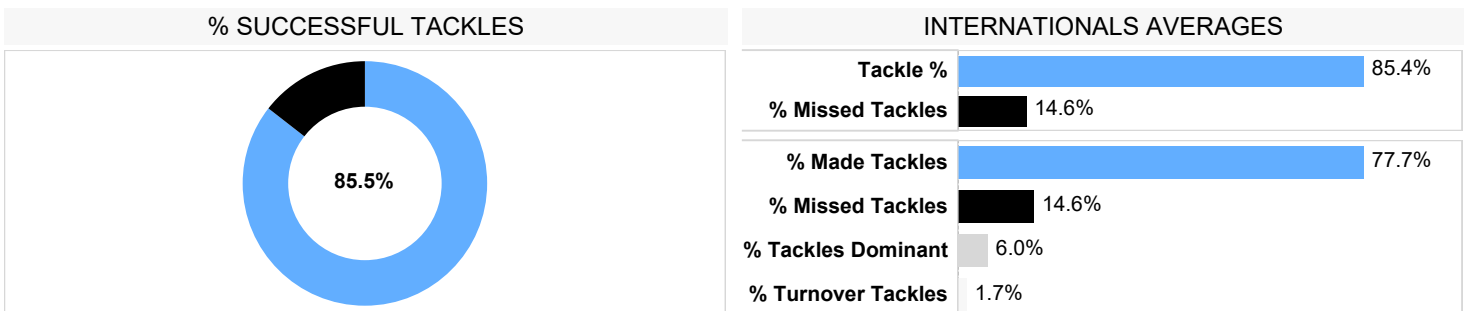 % SUCCESSFUL TACKLES
85.5%
INTERNATIONALS AVERAGES
Tackle % 85.4%
% Missed Tackles 14.6%
% Made Tackles 77.7%
% Missed Tackles 14.6%
% Tackles Dominant 6.0%
% Turnover Tackles 1.7%